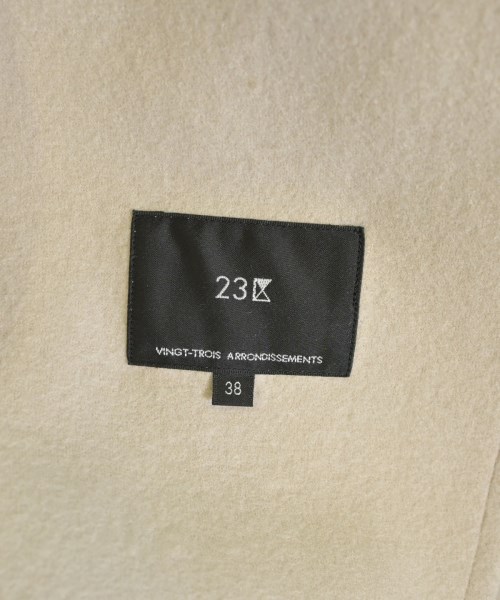 23区
VINGT-TROIS ARRONDISSEMENTS
38